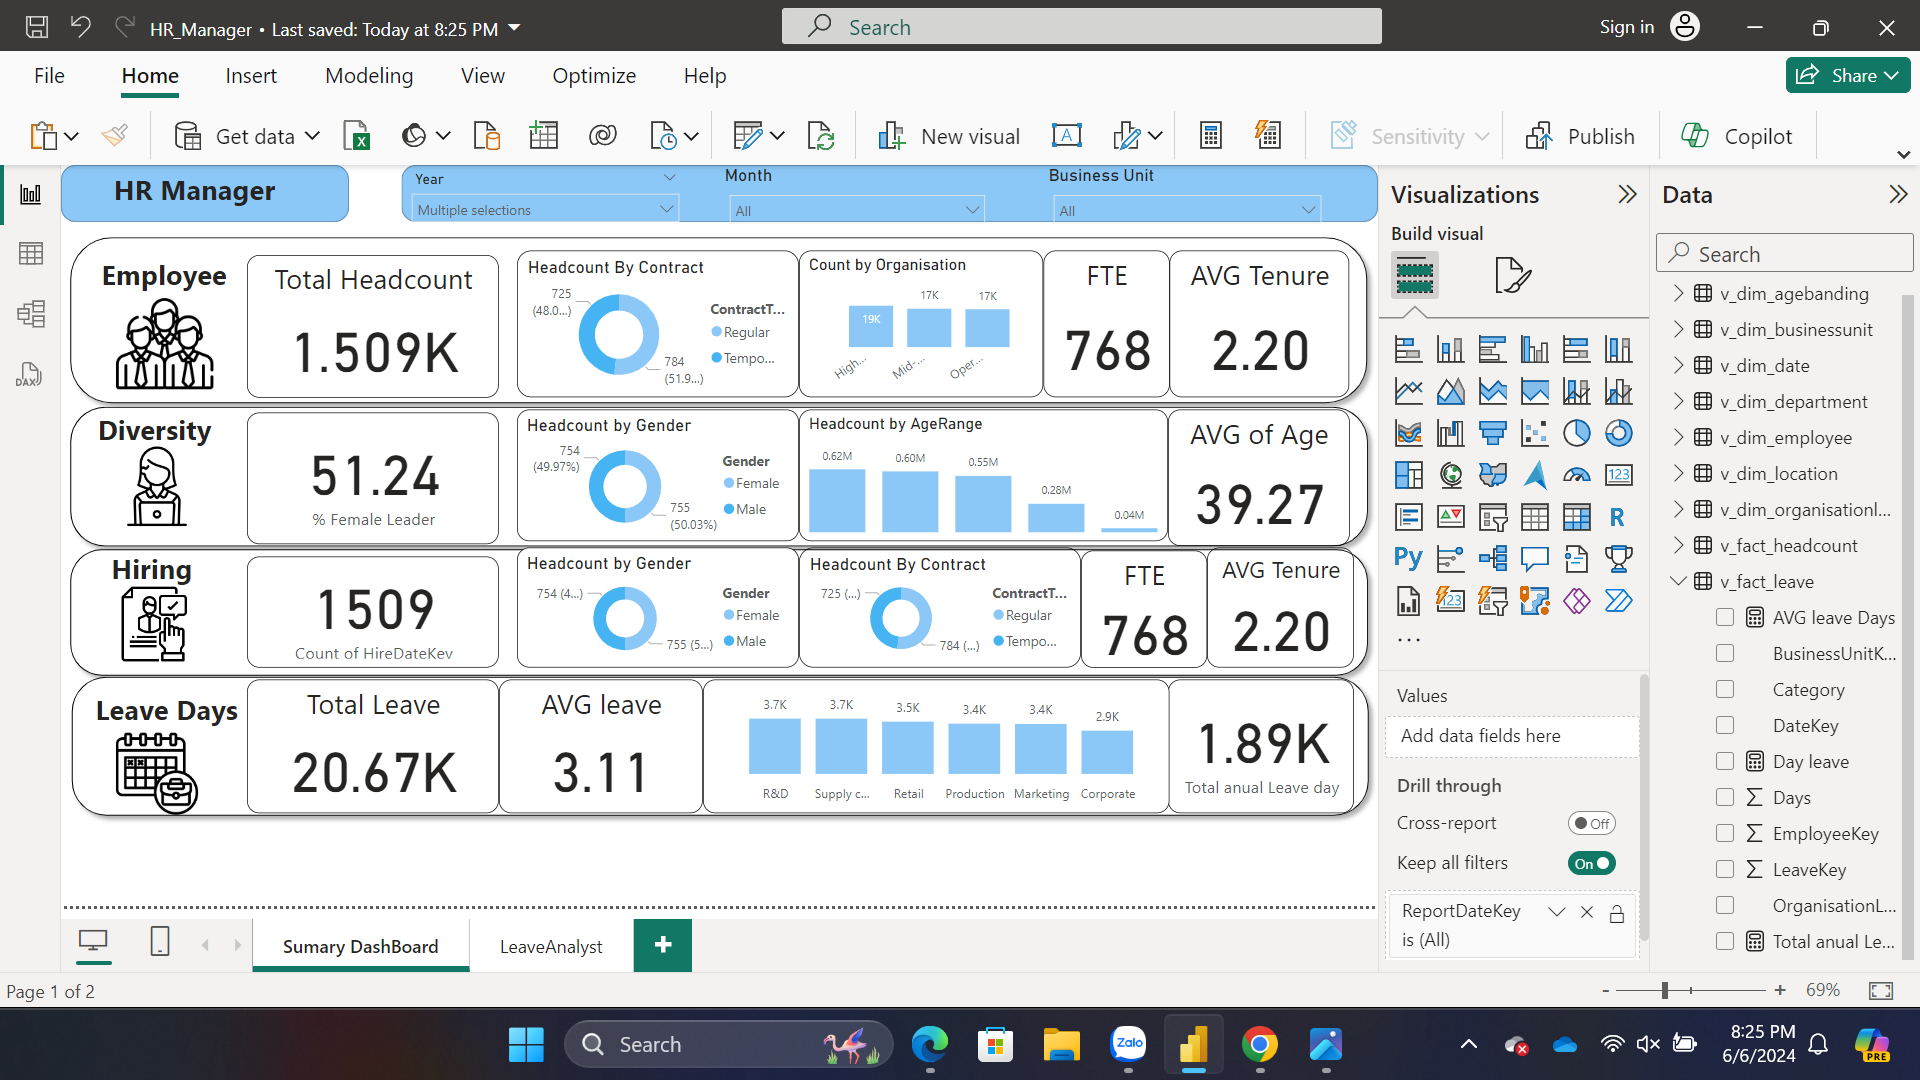 HR_Manager • Last saved: Today at 8:25 PM
Search
Sign in
File
Home
Insert
Modeling
View
Optimize
Help
Share
Get data
New visual
Sensitivity
Publish
Copilot
HR Manager
Year
Multiple selections
Month
All
Business Unit
All
Employee
Total Headcount
1.509K
Headcount By Contract
725
(48.0...)
784
(51.9...)
ContractT...
Regular
Tempo...
Count by Organisation
19K
17K
17K
High...
Mid-...
Oper...
FTE
768
AVG Tenure
2.20
Diversity
51.24
% Female Leader
Headcount by Gender
754
(49.97%)
755
(50.03%)
Gender
Female
Male
Headcount by AgeRange
0.62M
0.60M
0.55M
0.28M
0.04M
AVG of Age
39.27
Hiring
1509
Count of HireDateKey
Headcount by Gender
754 (4...)
755 (5...)
Gender
Female
Male
Headcount By Contract
725 (...)
784 (...)
ContractT...
Regular
Tempo...
FTE
768
AVG Tenure
2.20
Leave Days
Total Leave
20.67K
AVG leave
3.11
3.7K
3.7K
3.5K
3.4K
3.4K
2.9K
R&D
Supply c...
Retail
Production
Marketing
Corporate
1.89K
Total anual Leave day
Visualizations
Build visual
123
R
Py
123
...
Values
Add data fields here
Drill through
Cross-report
Off
Keep all filters
On
ReportDateKey
is (All)
Data
Search
v_dim_agebanding
v_dim_businessunit
v_dim_date
v_dim_department
v_dim_employee
v_dim_location
v_dim_organisationl...
v_fact_headcount
v_fact_leave
AVG leave Days
BusinessUnitK...
Category
DateKey
Day leave
Days
EmployeeKey
LeaveKey
OrganisationL...
Total anual Le...
DAX
Sumary DashBoard
LeaveAnalyst
Page 1 of 2
69%
Search
Zalo
8:25 PM
6/6/2024
PRE